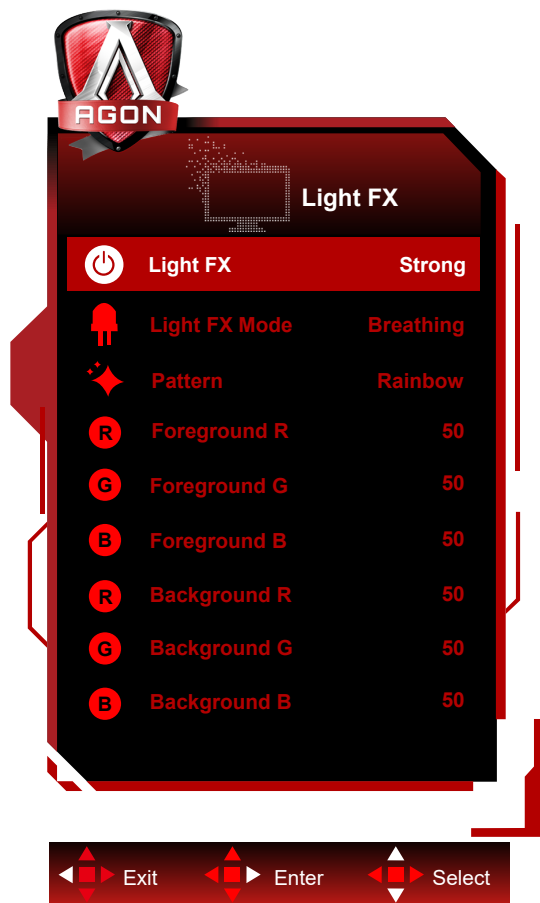 AGON
Light FX
Light FX Strong
Light FX Mode Breathing
Pattern Rainbow
R Foreground R 50
G Foreground G 50
B Foreground B 50
R Background R 50
G Background G 50
B Background B 50
Exit Enter Select